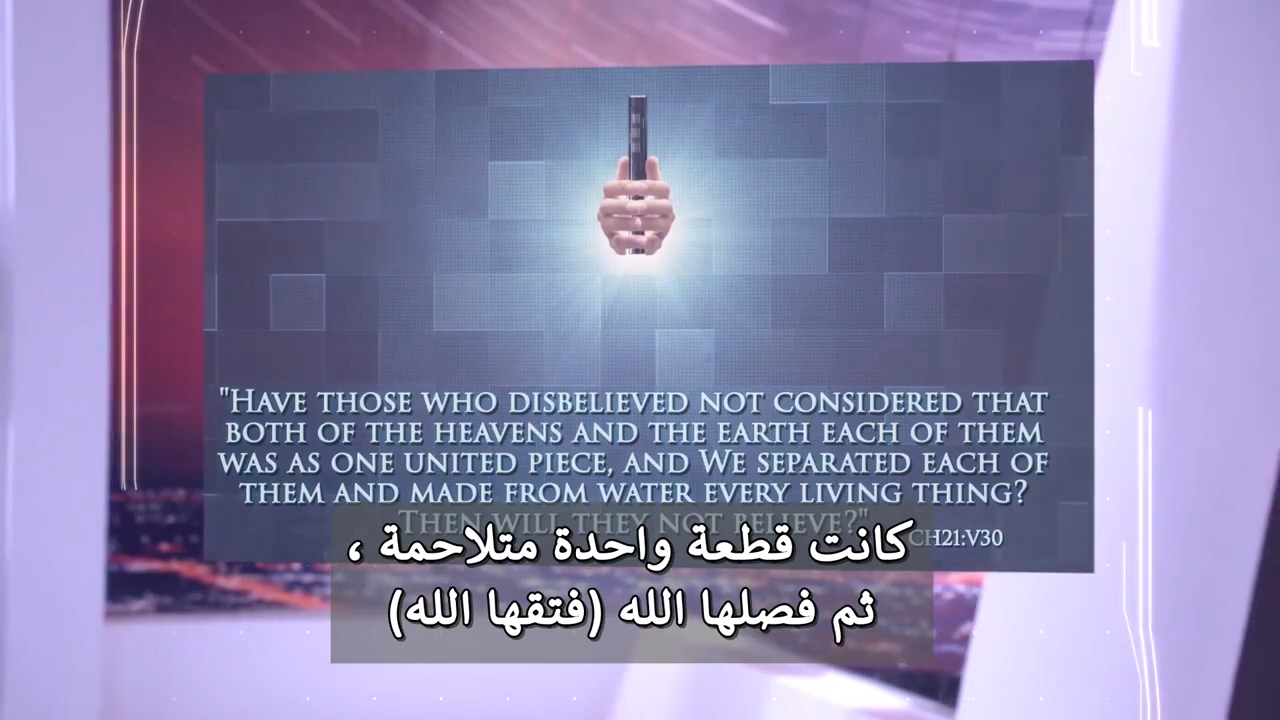 "HAVE THOSE WHO DISBELIEVED NOT CONSIDERED THAT
BOTH OF THE HEAVENS AND THE EARTH EACH OF THEM
WAS AS ONE UNITED PIECE, AND WE SEPARATED EACH OF
THEM AND MADE FROM WATER EVERY LIVING THING?
THEN WILL THEY NOT BELIEVE?"
CH21:V30
كانت قطعة واحدة متلاحمة ،
ثم فصلها الله (فتقها الله)